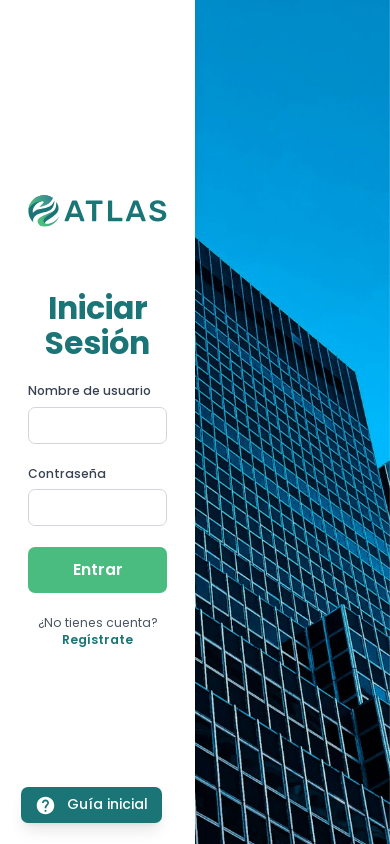 ATLAS
Iniciar
Sesión
Nombre de usuario
Contraseña
Entrar
¿No tienes cuenta?
Regístrate
Guía inicial